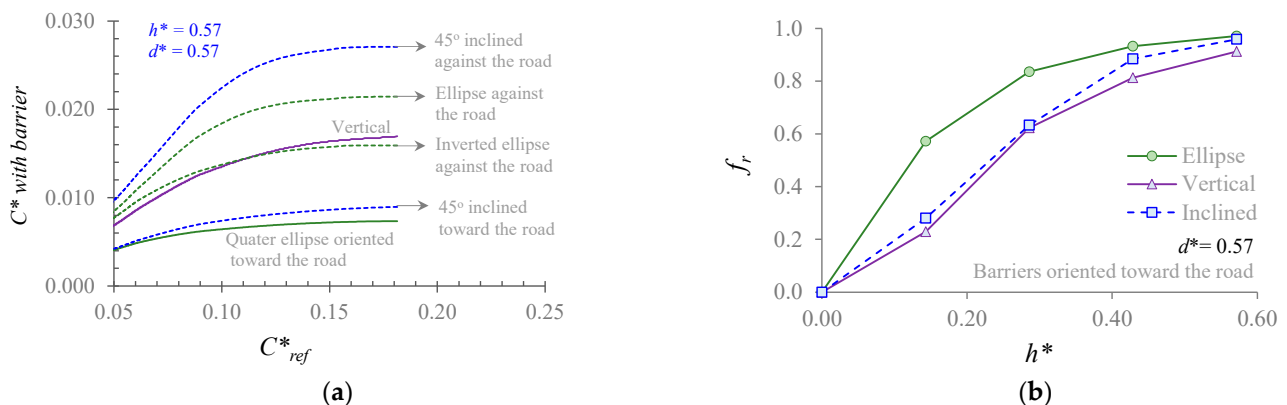 0.030
0.020
0.010
0.000
C* with barrier
h* = 0.57
d* = 0.57
45o inclined
against the road
Ellipse against
the road
Vertical
Inverted ellipse
against the road
45o inclined
toward the road
Quater ellipse oriented
toward the road
0.05 0.10 0.15 0.20 0.25
C*ref
(a)
1.0
0.8
0.6
0.4
0.2
0.0
fr
Ellipse
Vertical
Inclined
d*= 0.57
Barriers oriented toward the road
0.00 0.20 0.40 0.60
h*
(b)